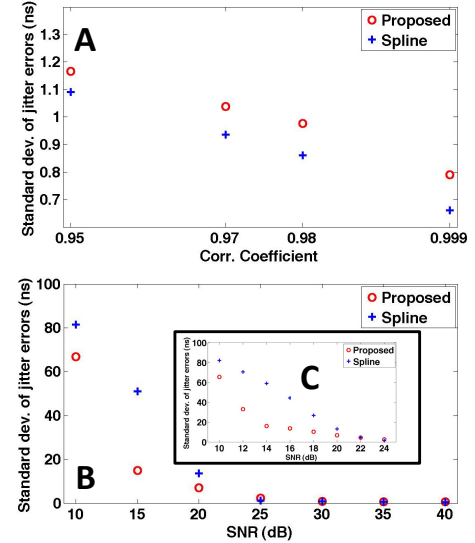 A
Proposed
Spline
Standard dev. of jitter errors (ns)
1.3
1.2
1.1
1
0.9
0.8
0.7
0.95
0.97
0.98
0.999
Corr. Coefficient
B
Proposed
Spline
Standard dev. of jitter errors (ns)
100
80
60
40
20
0
10
15
20
25
30
35
40
SNR (dB)
C
Proposed
Spline
Standard dev. of jitter errors (ns)
100
80
60
40
20
0
10
12
14
16
18
20
22
24
SNR (dB)